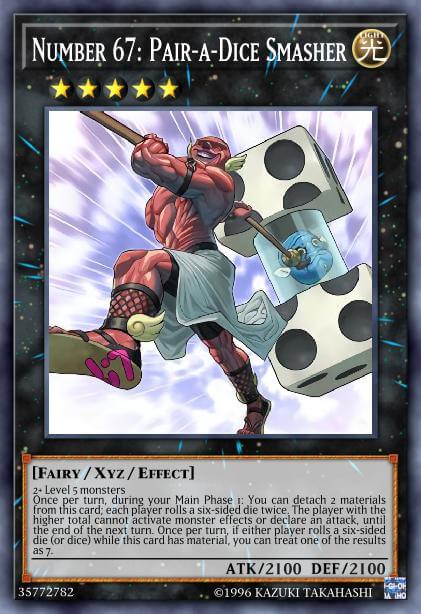 Number 67: Pair-a-Dice Smasher
LIGHT
光
[Fairy / Xyz / Effect]
2+ Level 5 monsters
Once per turn, during your Main Phase 1: You can detach 2 materials
from this card; each player rolls a six-sided die twice. The player with the
higher total cannot activate monster effects or declare an attack, until
the end of the next turn. Once per turn, if either player rolls a six-sided
die (or dice) while this card has material, you can treat one of the results
as 7.
ATK/2100 DEF/2100
35772782
©1996 KAZUKI TAKAHASHI